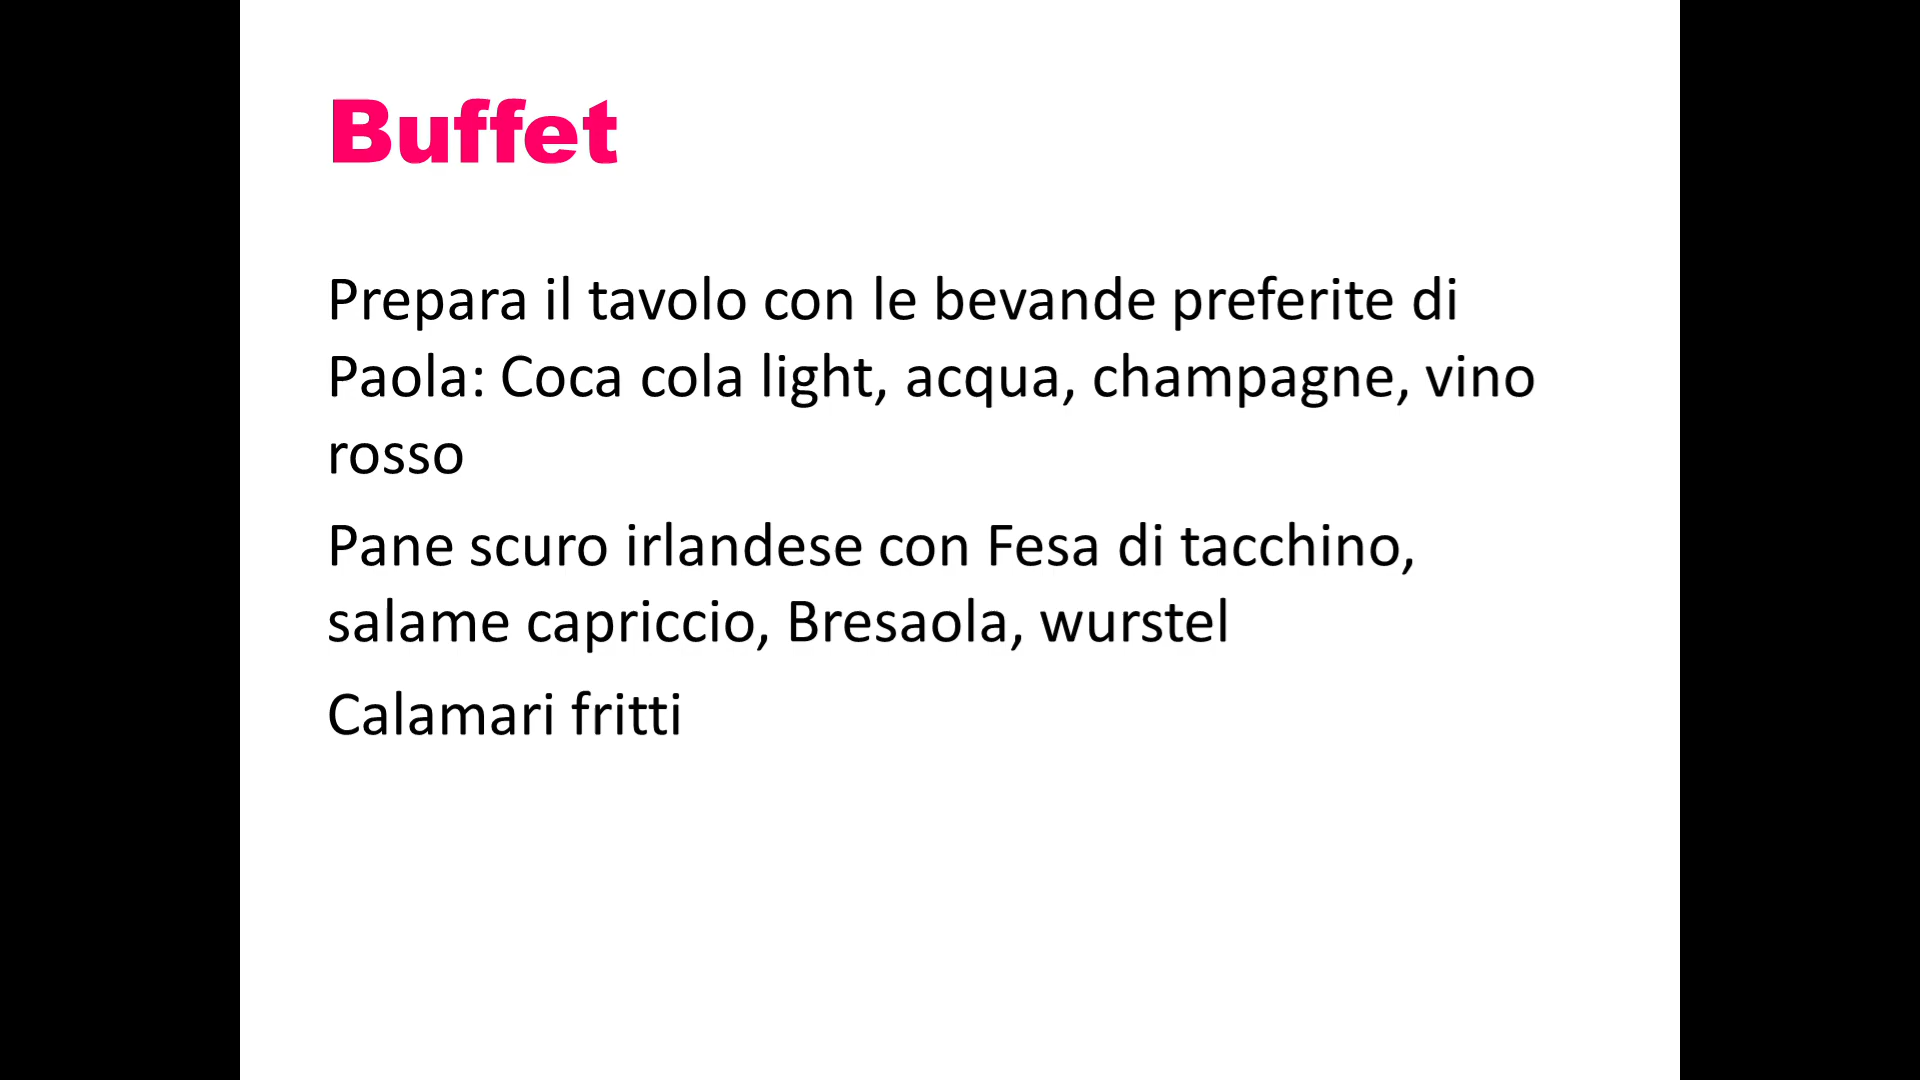 Buffet
Prepara il tavolo con le bevande preferite di
Paola: Coca cola light, acqua, champagne, vino
rosso
Pane scuro irlandese con Fesa di tacchino,
salame capriccio, Bresaola, wurstel
Calamari fritti